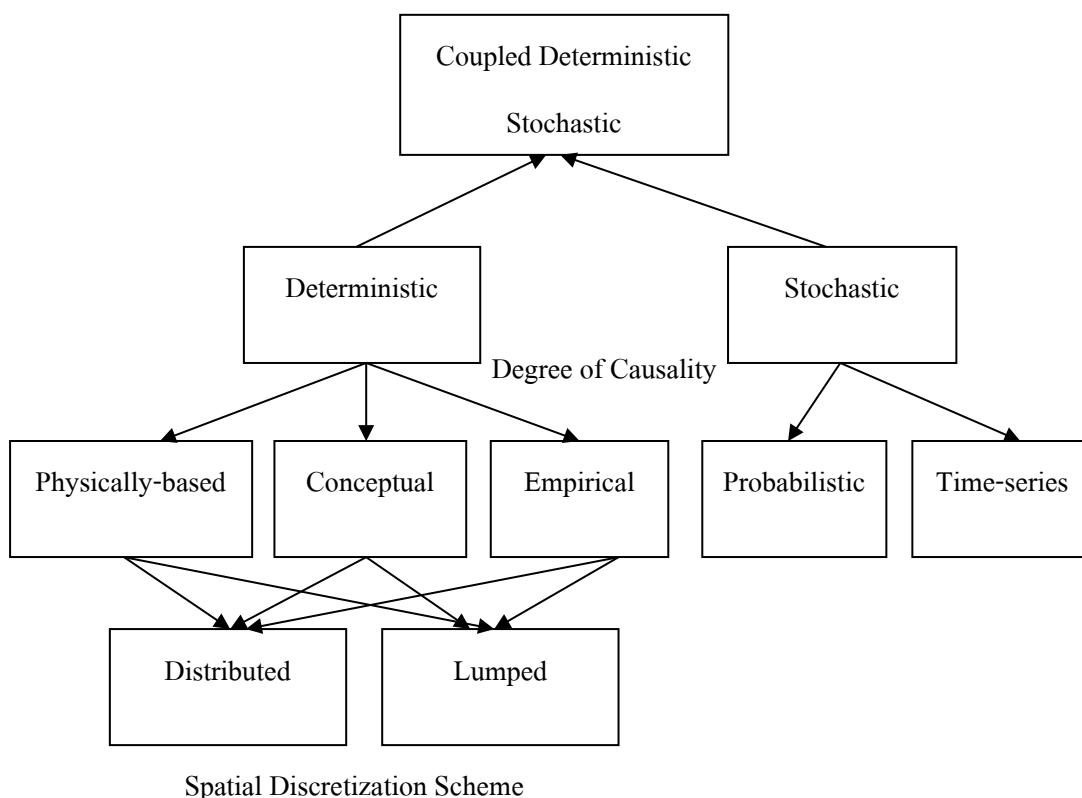 Coupled Deterministic
Stochastic
Deterministic
Stochastic
Degree of Causality
Physically-based
Conceptual
Empirical
Probabilistic
Time-series
Distributed
Lumped
Spatial Discretization Scheme